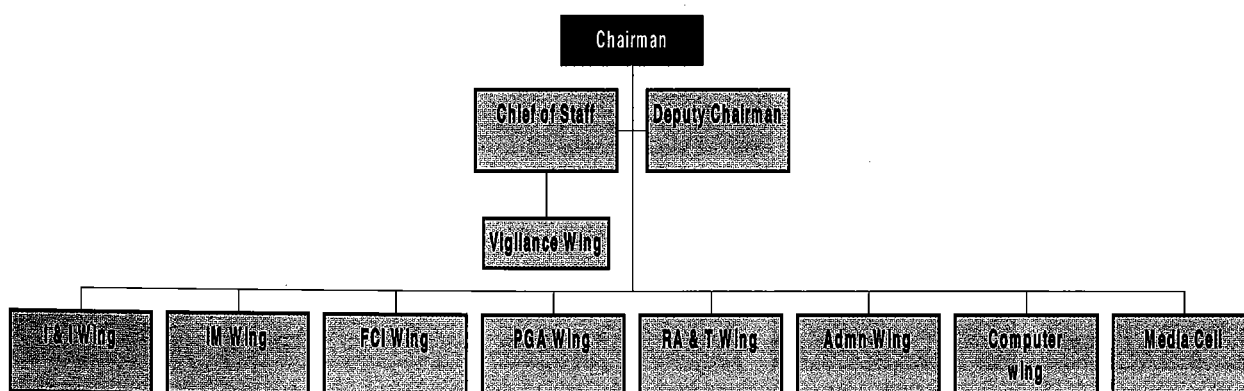 Chairman
Chief of Staff
Deputy Chairman
Vigilance Wing
I & I Wing
IM Wing
FCI Wing
PGA Wing
RA & T Wing
Admn Wing
Computer
wing
Media Cell